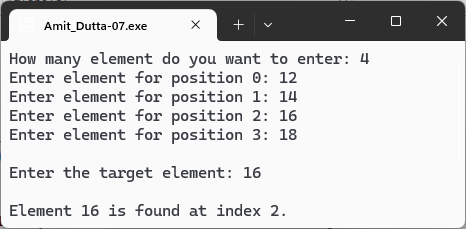 Amit_Dutta-07.exe
How many element do you want to enter: 4
Enter element for position 0: 12
Enter element for position 1: 14
Enter element for position 2: 16
Enter element for position 3: 18
Enter the target element: 16
Element 16 is found at index 2.